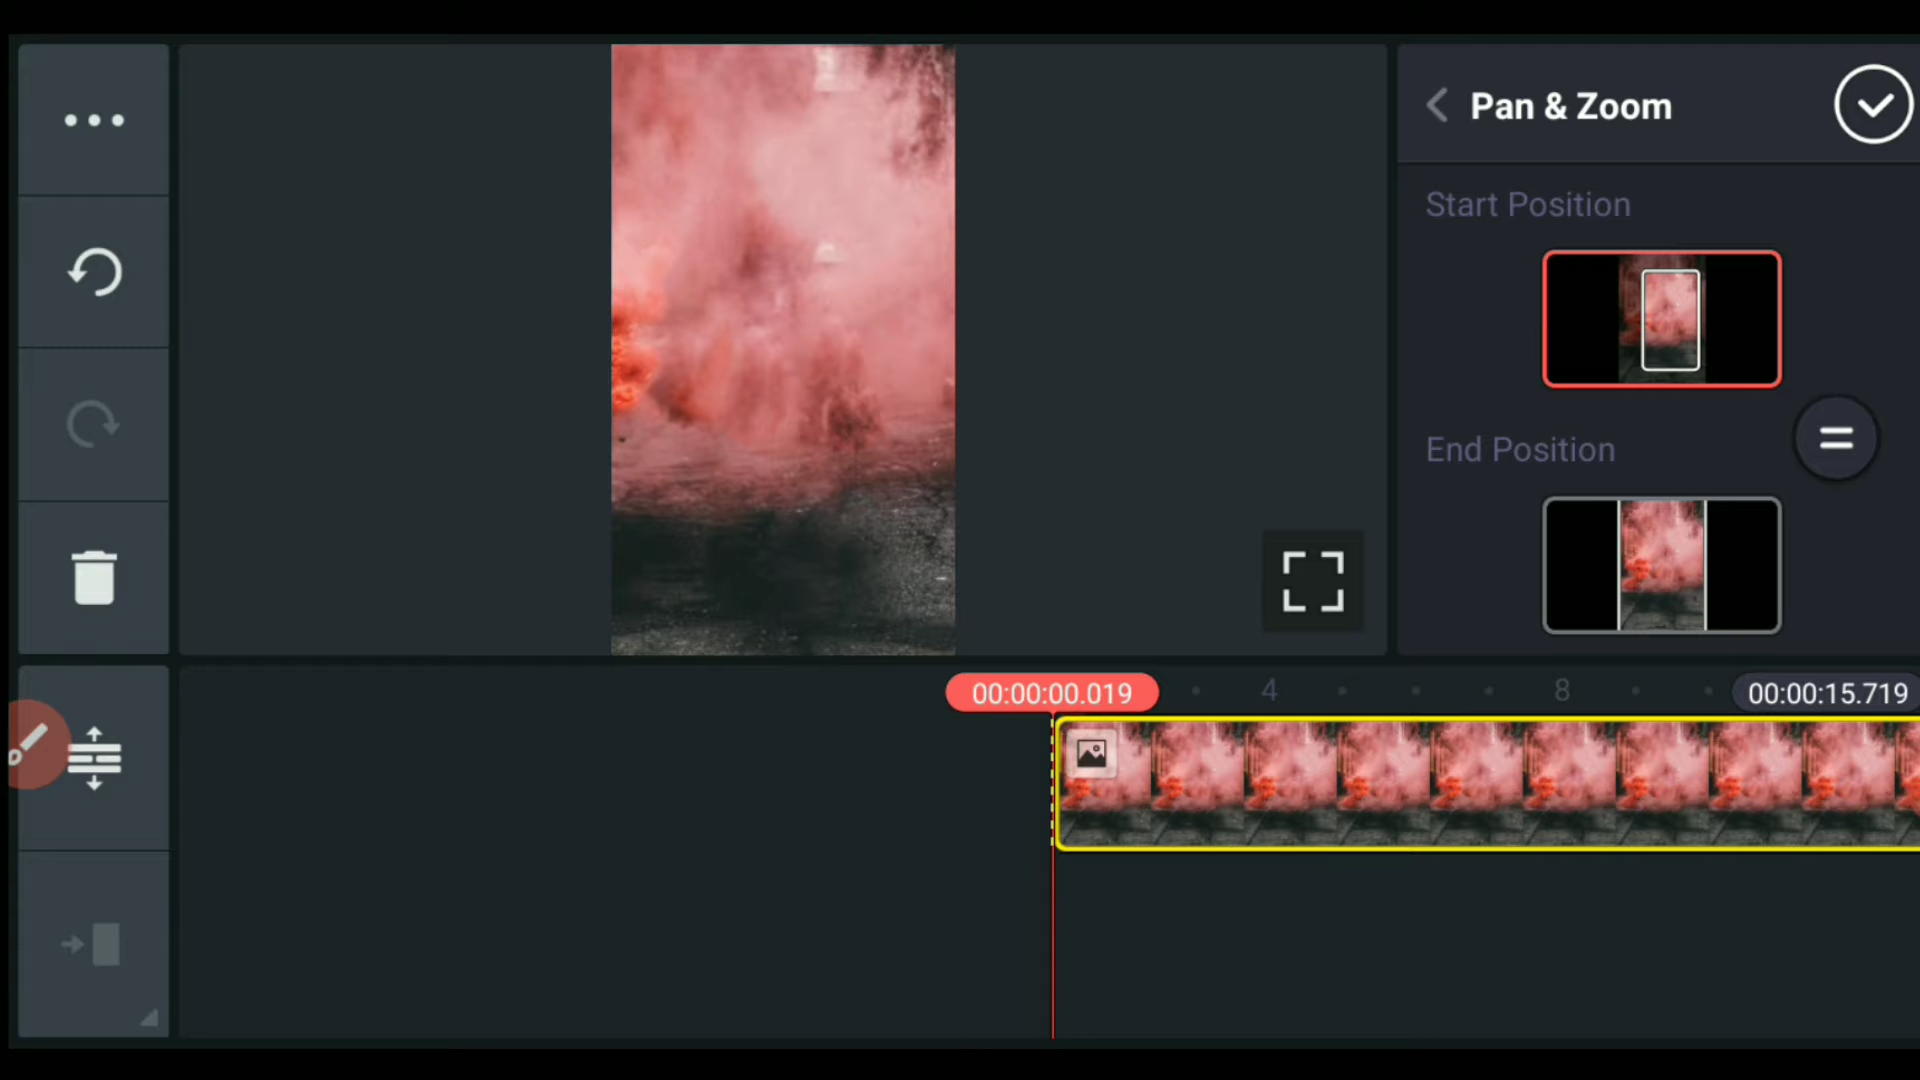 Pan & Zoom
Start Position
End Position
00:00:00.019
4
8
00:00:15.719